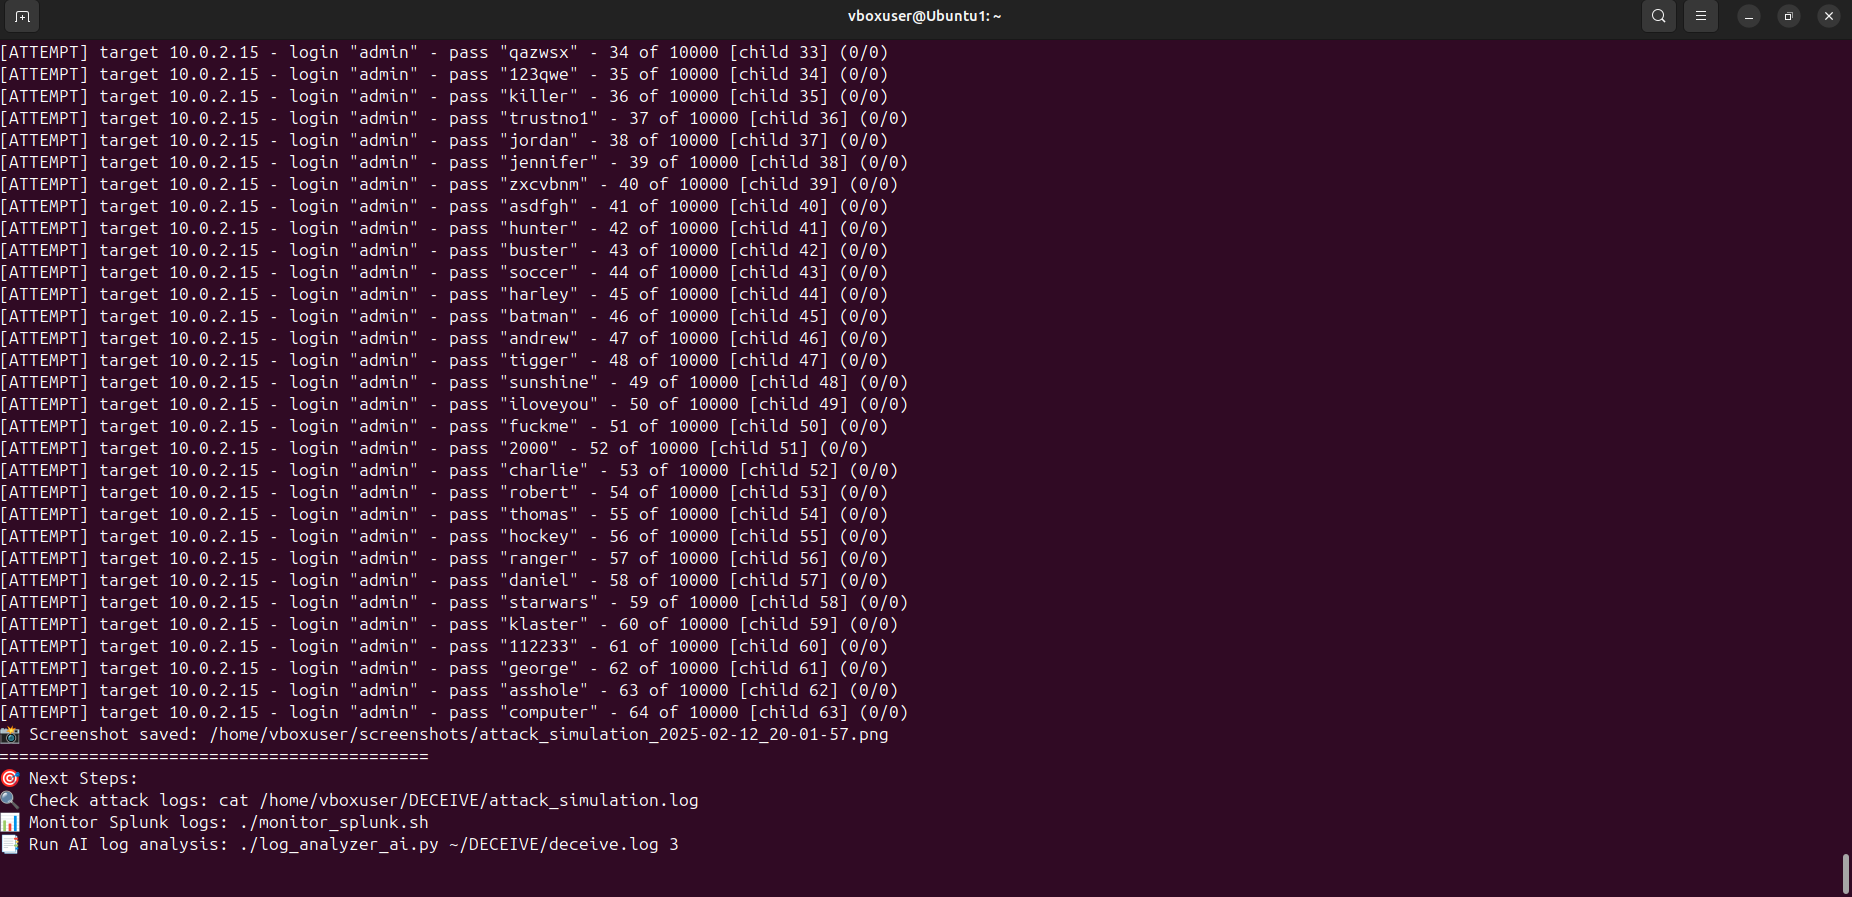 vboxuser@Ubuntu1: ~
[ATTEMPT] target 10.0.2.15 - login "admin" - pass "qazwsx" - 34 of 10000 [child 33] (0/0)
[ATTEMPT] target 10.0.2.15 - login "admin" - pass "123qwe" - 35 of 10000 [child 34] (0/0)
[ATTEMPT] target 10.0.2.15 - login "admin" - pass "killer" - 36 of 10000 [child 35] (0/0)
[ATTEMPT] target 10.0.2.15 - login "admin" - pass "trustno1" - 37 of 10000 [child 36] (0/0)
[ATTEMPT] target 10.0.2.15 - login "admin" - pass "jordan" - 38 of 10000 [child 37] (0/0)
[ATTEMPT] target 10.0.2.15 - login "admin" - pass "jennifer" - 39 of 10000 [child 38] (0/0)
[ATTEMPT] target 10.0.2.15 - login "admin" - pass "zxcvbnm" - 40 of 10000 [child 39] (0/0)
[ATTEMPT] target 10.0.2.15 - login "admin" - pass "asdfgh" - 41 of 10000 [child 40] (0/0)
[ATTEMPT] target 10.0.2.15 - login "admin" - pass "hunter" - 42 of 10000 [child 41] (0/0)
[ATTEMPT] target 10.0.2.15 - login "admin" - pass "buster" - 43 of 10000 [child 42] (0/0)
[ATTEMPT] target 10.0.2.15 - login "admin" - pass "soccer" - 44 of 10000 [child 43] (0/0)
[ATTEMPT] target 10.0.2.15 - login "admin" - pass "harley" - 45 of 10000 [child 44] (0/0)
[ATTEMPT] target 10.0.2.15 - login "admin" - pass "batman" - 46 of 10000 [child 45] (0/0)
[ATTEMPT] target 10.0.2.15 - login "admin" - pass "andrew" - 47 of 10000 [child 46] (0/0)
[ATTEMPT] target 10.0.2.15 - login "admin" - pass "tigger" - 48 of 10000 [child 47] (0/0)
[ATTEMPT] target 10.0.2.15 - login "admin" - pass "sunshine" - 49 of 10000 [child 48] (0/0)
[ATTEMPT] target 10.0.2.15 - login "admin" - pass "iloveyou" - 50 of 10000 [child 49] (0/0)
[ATTEMPT] target 10.0.2.15 - login "admin" - pass "fuckme" - 51 of 10000 [child 50] (0/0)
[ATTEMPT] target 10.0.2.15 - login "admin" - pass "2000" - 52 of 10000 [child 51] (0/0)
[ATTEMPT] target 10.0.2.15 - login "admin" - pass "charlie" - 53 of 10000 [child 52] (0/0)
[ATTEMPT] target 10.0.2.15 - login "admin" - pass "robert" - 54 of 10000 [child 53] (0/0)
[ATTEMPT] target 10.0.2.15 - login "admin" - pass "thomas" - 55 of 10000 [child 54] (0/0)
[ATTEMPT] target 10.0.2.15 - login "admin" - pass "hockey" - 56 of 10000 [child 55] (0/0)
[ATTEMPT] target 10.0.2.15 - login "admin" - pass "ranger" - 57 of 10000 [child 56] (0/0)
[ATTEMPT] target 10.0.2.15 - login "admin" - pass "daniel" - 58 of 10000 [child 57] (0/0)
[ATTEMPT] target 10.0.2.15 - login "admin" - pass "starwars" - 59 of 10000 [child 58] (0/0)
[ATTEMPT] target 10.0.2.15 - login "admin" - pass "klaster" - 60 of 10000 [child 59] (0/0)
[ATTEMPT] target 10.0.2.15 - login "admin" - pass "112233" - 61 of 10000 [child 60] (0/0)
[ATTEMPT] target 10.0.2.15 - login "admin" - pass "george" - 62 of 10000 [child 61] (0/0)
[ATTEMPT] target 10.0.2.15 - login "admin" - pass "asshole" - 63 of 10000 [child 62] (0/0)
[ATTEMPT] target 10.0.2.15 - login "admin" - pass "computer" - 64 of 10000 [child 63] (0/0)
📸 Screenshot saved: /home/vboxuser/screenshots/attack_simulation_2025-02-12_20-01-57.png
===========================================
🎯 Next Steps:
🔍 Check attack logs: cat /home/vboxuser/DECEIVE/attack_simulation.log
📊 Monitor Splunk logs: ./monitor_splunk.sh
📑 Run AI log analysis: ./log_analyzer_ai.py ~/DECEIVE/deceive.log 3